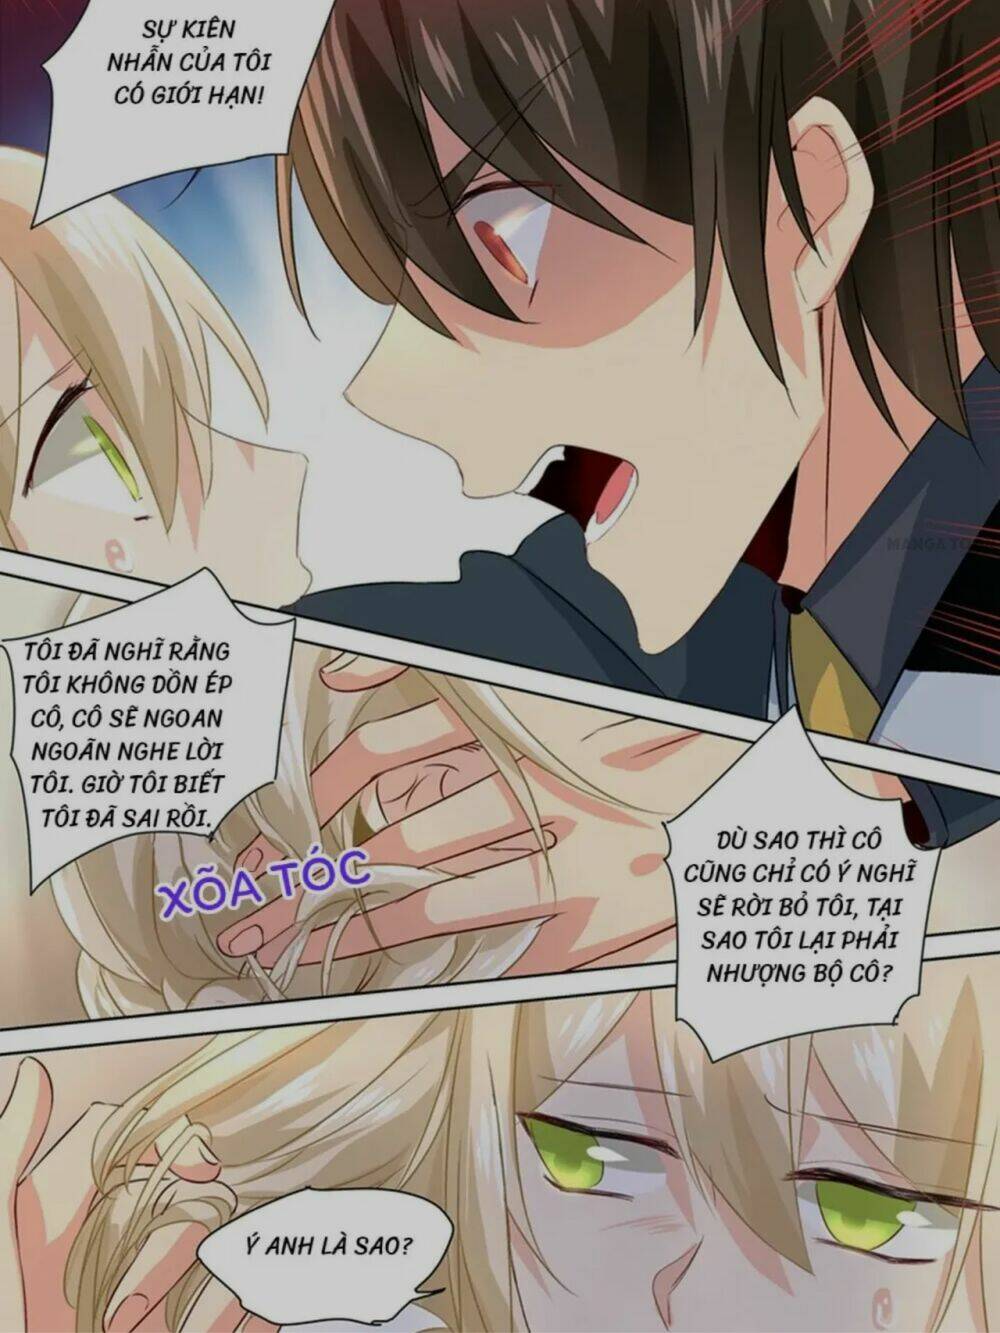 SỰ KIÊN
NHẪN CỦA TÔI
CÓ GIỚI HẠN!
MANGA TO
TÔI ĐÃ NGHĨ RẰNG
TÔI KHÔNG DỒN ÉP
CÔ, CÔ SẼ NGOAN
NGOÃN NGHE LỜI
TÔI. GIỜ TÔI BIẾT
TÔI ĐÃ SAI RỒI.
XÕA TÓC
DÙ SAO THÌ CÔ
CŨNG CHỈ CÓ Ý NGHĨ
SẼ RỜI BỎ TÔI, TẠI
SAO TÔI LẠI PHẢI
NHƯỢNG BỘ CÔ?
Ý ANH LÀ SAO?